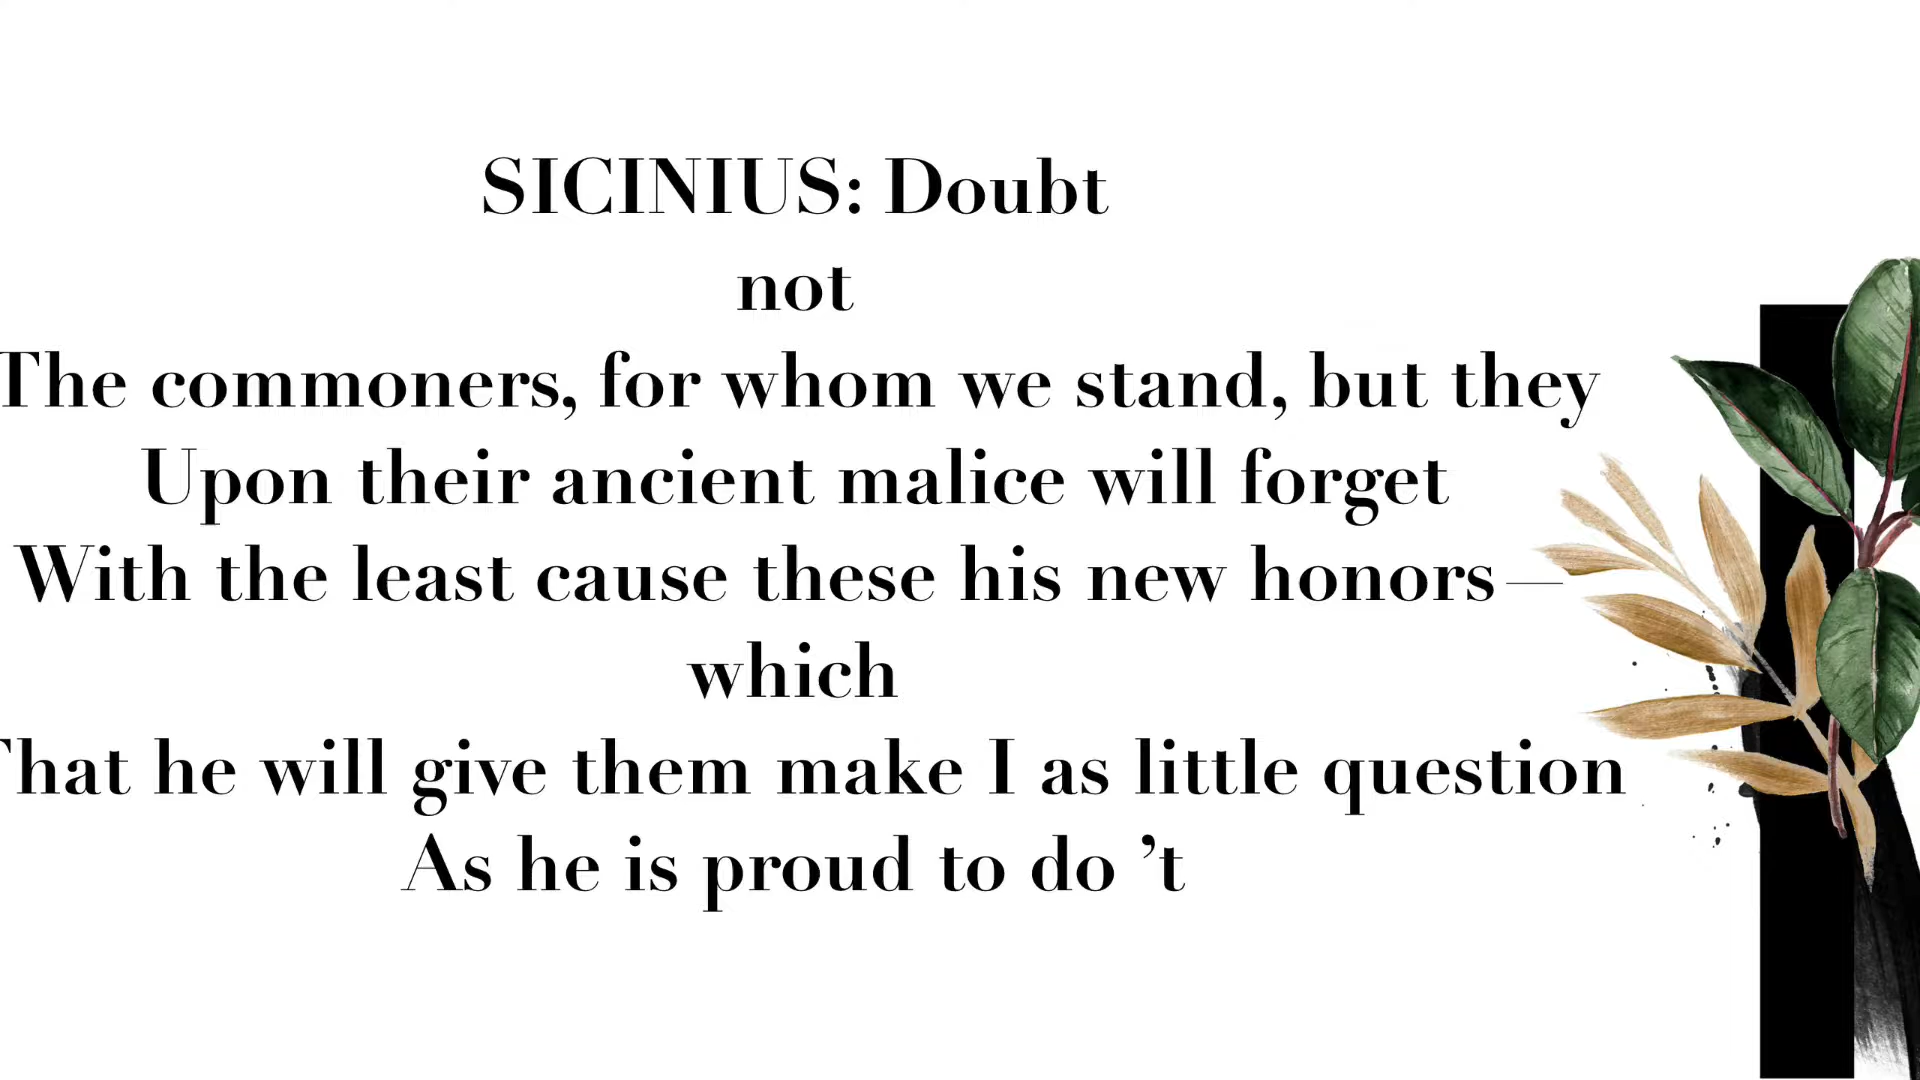 SICINIUS: Doubt
not
The commoners, for whom we stand, but they
Upon their ancient malice will forget
With the least cause these his new honors—
which
That he will give them make I as little question
As he is proud to do ’t